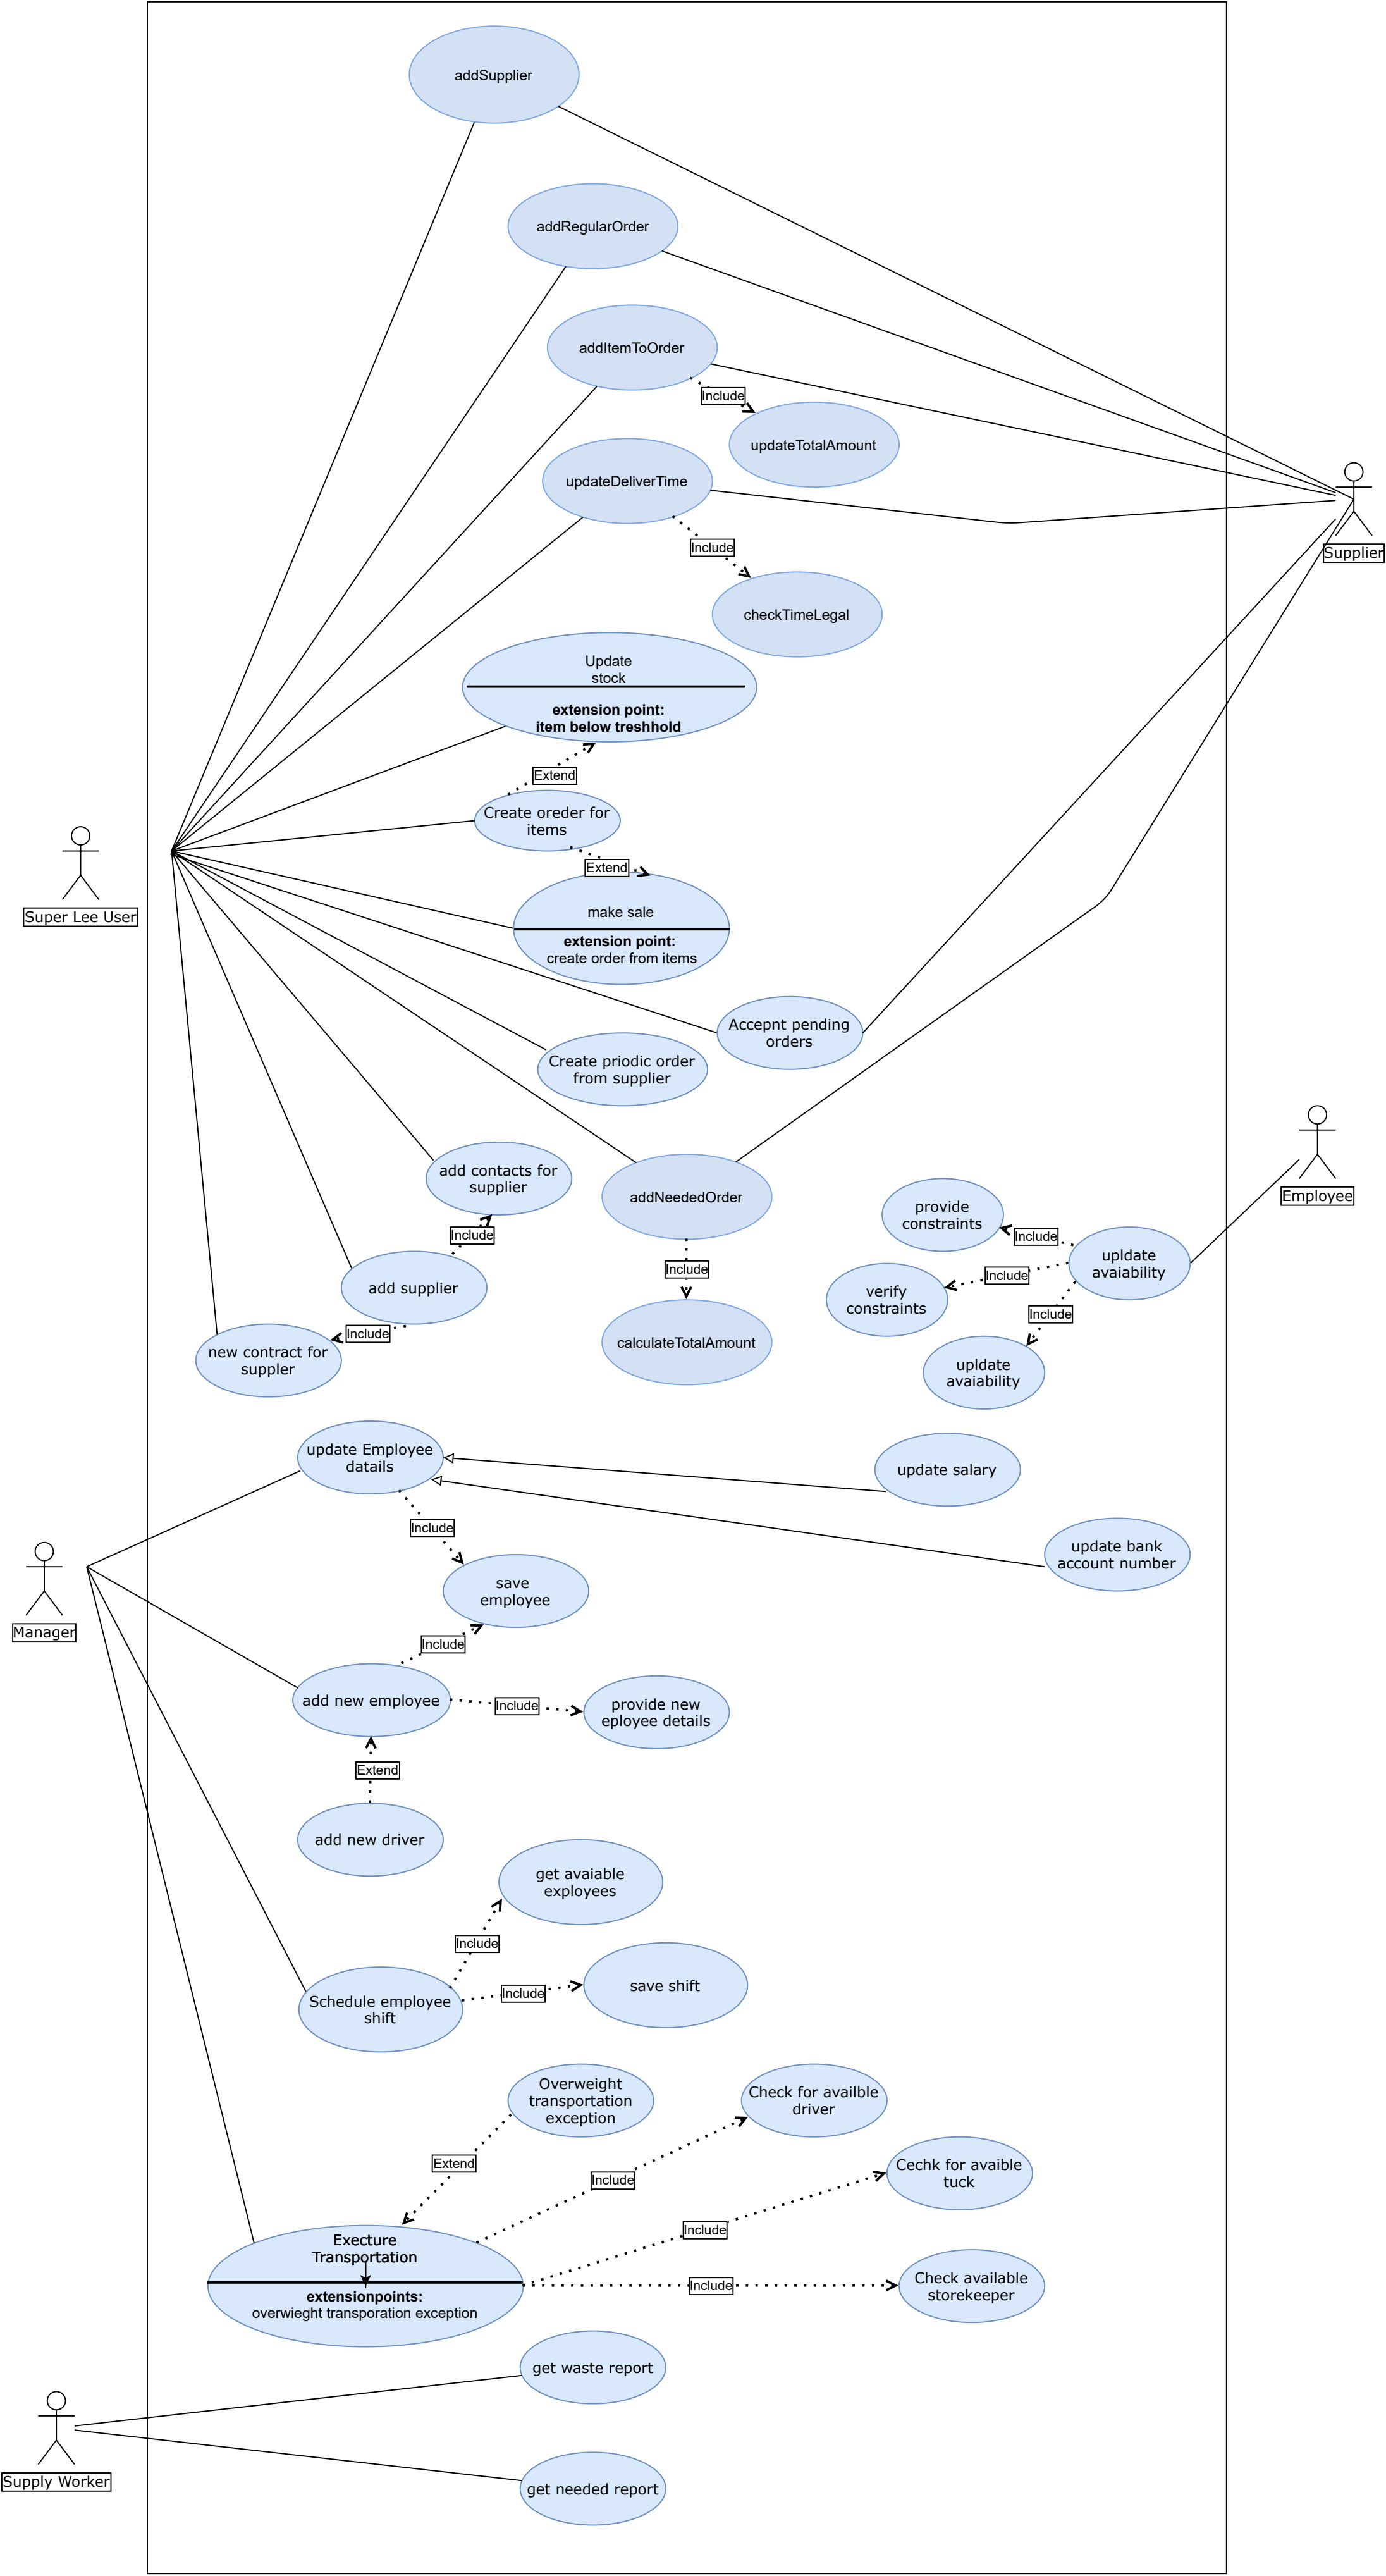 addSupplier
addRegularOrder
addItemToOrder
Include
updateTotalAmount
updateDeliverTime
Include
checkTimeLegal
Supplier
Update
stock
extension point:
item below treshhold
Extend
Create oreder for
items
Extend
make sale
extension point:
create order from items
Super Lee User
Accepnt pending
orders
Create priodic order
from supplier
add contacts for
supplier
Include
add supplier
Include
new contract for
suppler
addNeededOrder
Include
calculateTotalAmount
Employee
provide
constraints
Include
upldate
avaiability
Include
verify
constraints
Include
upldate
avaiability
update Employee
datails
update salary
Include
update bank
account number
save
employee
Manager
Include
add new employee
Include
provide new
eployee details
Extend
add new driver
get avaiable
exployees
Include
Schedule employee
shift
Include
save shift
Overweight
transportation
exception
Extend
Check for availble
driver
Include
Cechk for avaible
tuck
Include
Execture
Transportation
extensionpoints:
overwieght transporation exception
Include
Check available
storekeeper
get waste report
Supply Worker
get needed report